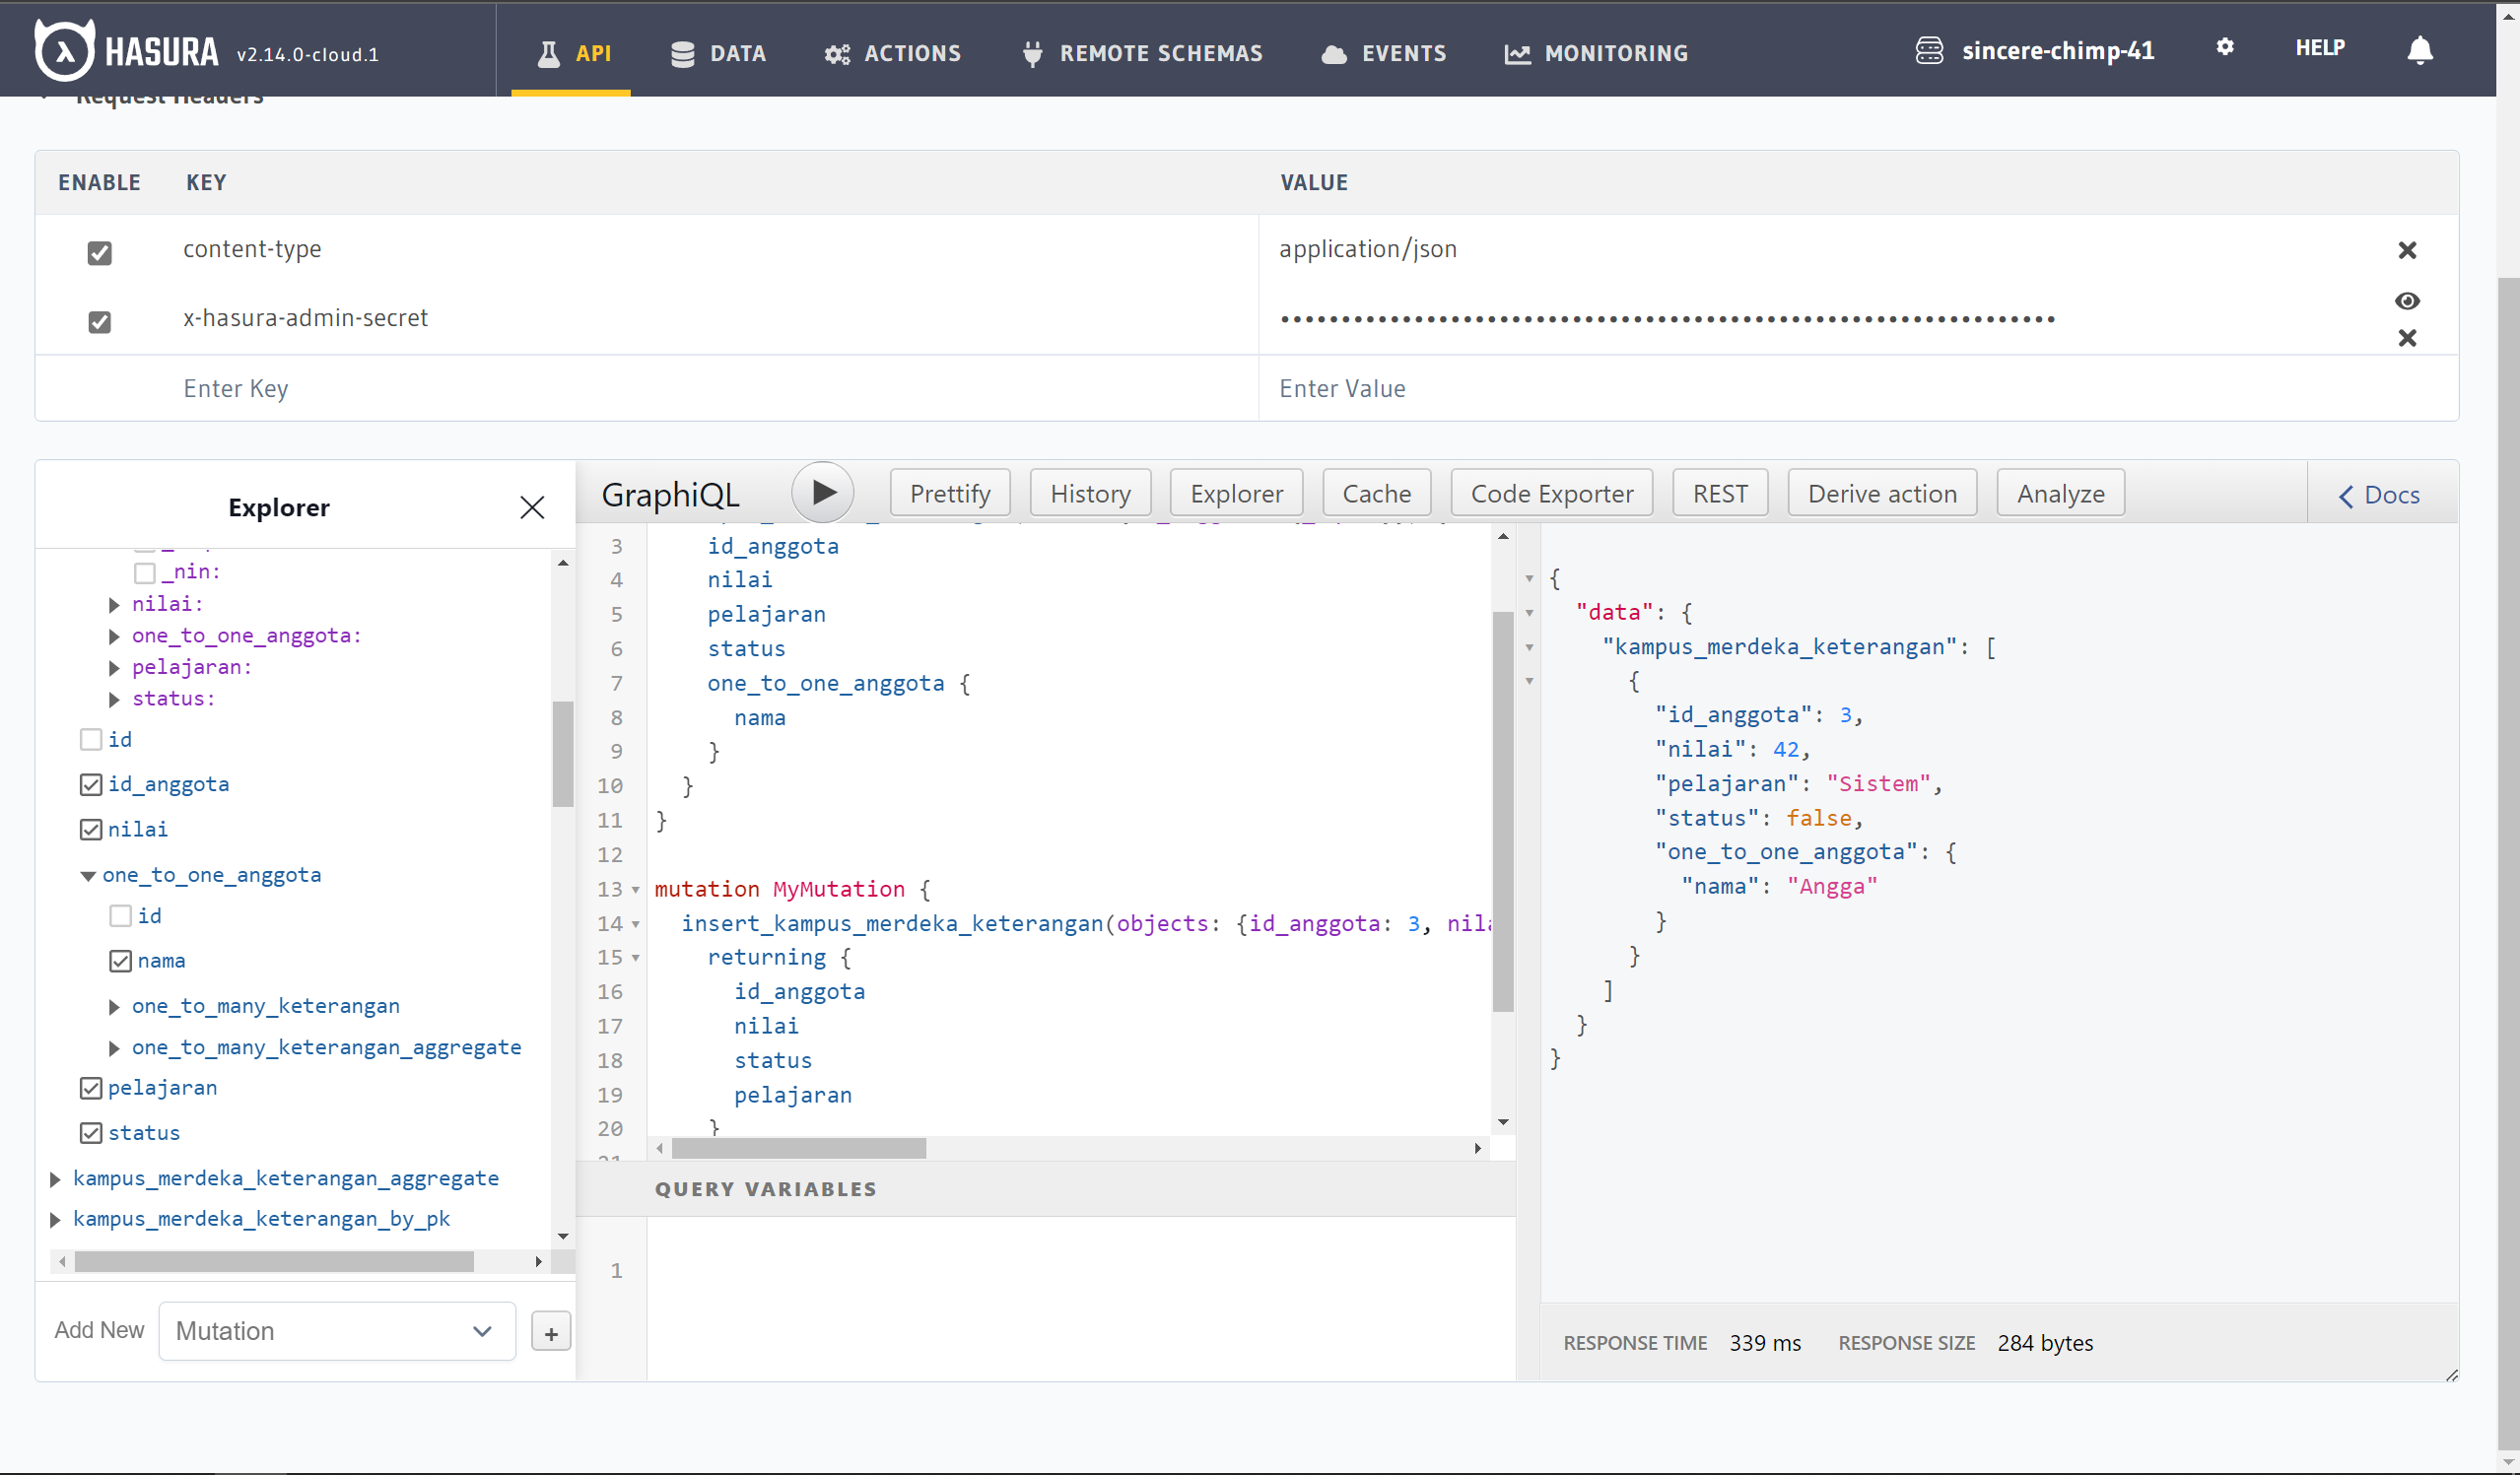 HASURA v2.14.0-cloud.1
API DATA ACTIONS REMOTE SCHEMAS EVENTS MONITORING
sincere-chimp-41 HELP
Request Headers
ENABLE KEY VALUE
content-type application/json
x-hasura-admin-secret ••••••••••••••••••••••••••••••••••••••••••••••••••••••••••••••••
Enter Key Enter Value
Explorer
_nin:
nilai:
one_to_one_anggota:
pelajaran:
status:
id
id_anggota
nilai
one_to_one_anggota
id
nama
one_to_many_keterangan
one_to_many_keterangan_aggregate
pelajaran
status
kampus_merdeka_keterangan_aggregate
kampus_merdeka_keterangan_by_pk
Add New Mutation +
GraphiQL Prettify History Explorer Cache Code Exporter REST Derive action Analyze Docs
3 id_anggota
4 nilai
5 pelajaran
6 status
7 one_to_one_anggota {
8 nama
9 }
10 }
11 }
12
13 mutation MyMutation {
14 insert_kampus_merdeka_keterangan(objects: {id_anggota: 3, nila
15 returning {
16 id_anggota
17 nilai
18 status
19 pelajaran
20 }
21
QUERY VARIABLES
1
{
"data": {
"kampus_merdeka_keterangan": [
{
"id_anggota": 3,
"nilai": 42,
"pelajaran": "Sistem",
"status": false,
"one_to_one_anggota": {
"nama": "Angga"
}
}
]
}
}
RESPONSE TIME 339 ms RESPONSE SIZE 284 bytes